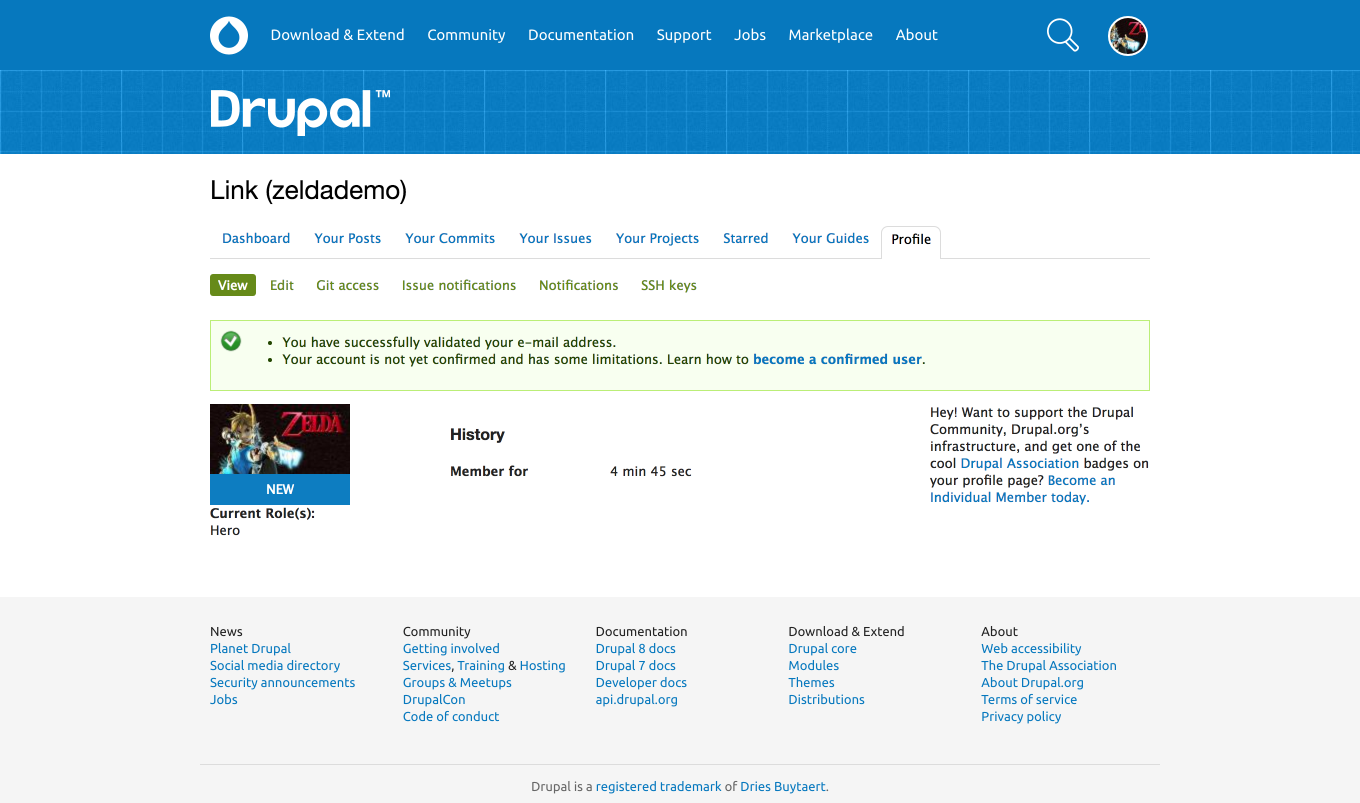 Download & Extend Community Documentation Support Jobs Marketplace About
Drupal™
Link (zeldademo)
Dashboard Your Posts Your Commits Your Issues Your Projects Starred Your Guides Profile
View Edit Git access Issue notifications Notifications SSH keys
• You have successfully validated your e-mail address.
• Your account is not yet confirmed and has some limitations. Learn how to become a confirmed user.
ZELDA
NEW
Current Role(s):
Hero
History
Member for 4 min 45 sec
Hey! Want to support the Drupal
Community, Drupal.org's
infrastructure, and get one of the
cool Drupal Association badges on
your profile page? Become an
Individual Member today.
News
Planet Drupal
Social media directory
Security announcements
Jobs
Community
Getting involved
Services, Training & Hosting
Groups & Meetups
DrupalCon
Code of conduct
Documentation
Drupal 8 docs
Drupal 7 docs
Developer docs
api.drupal.org
Download & Extend
Drupal core
Modules
Themes
Distributions
About
Web accessibility
The Drupal Association
About Drupal.org
Terms of service
Privacy policy
Drupal is a registered trademark of Dries Buytaert.